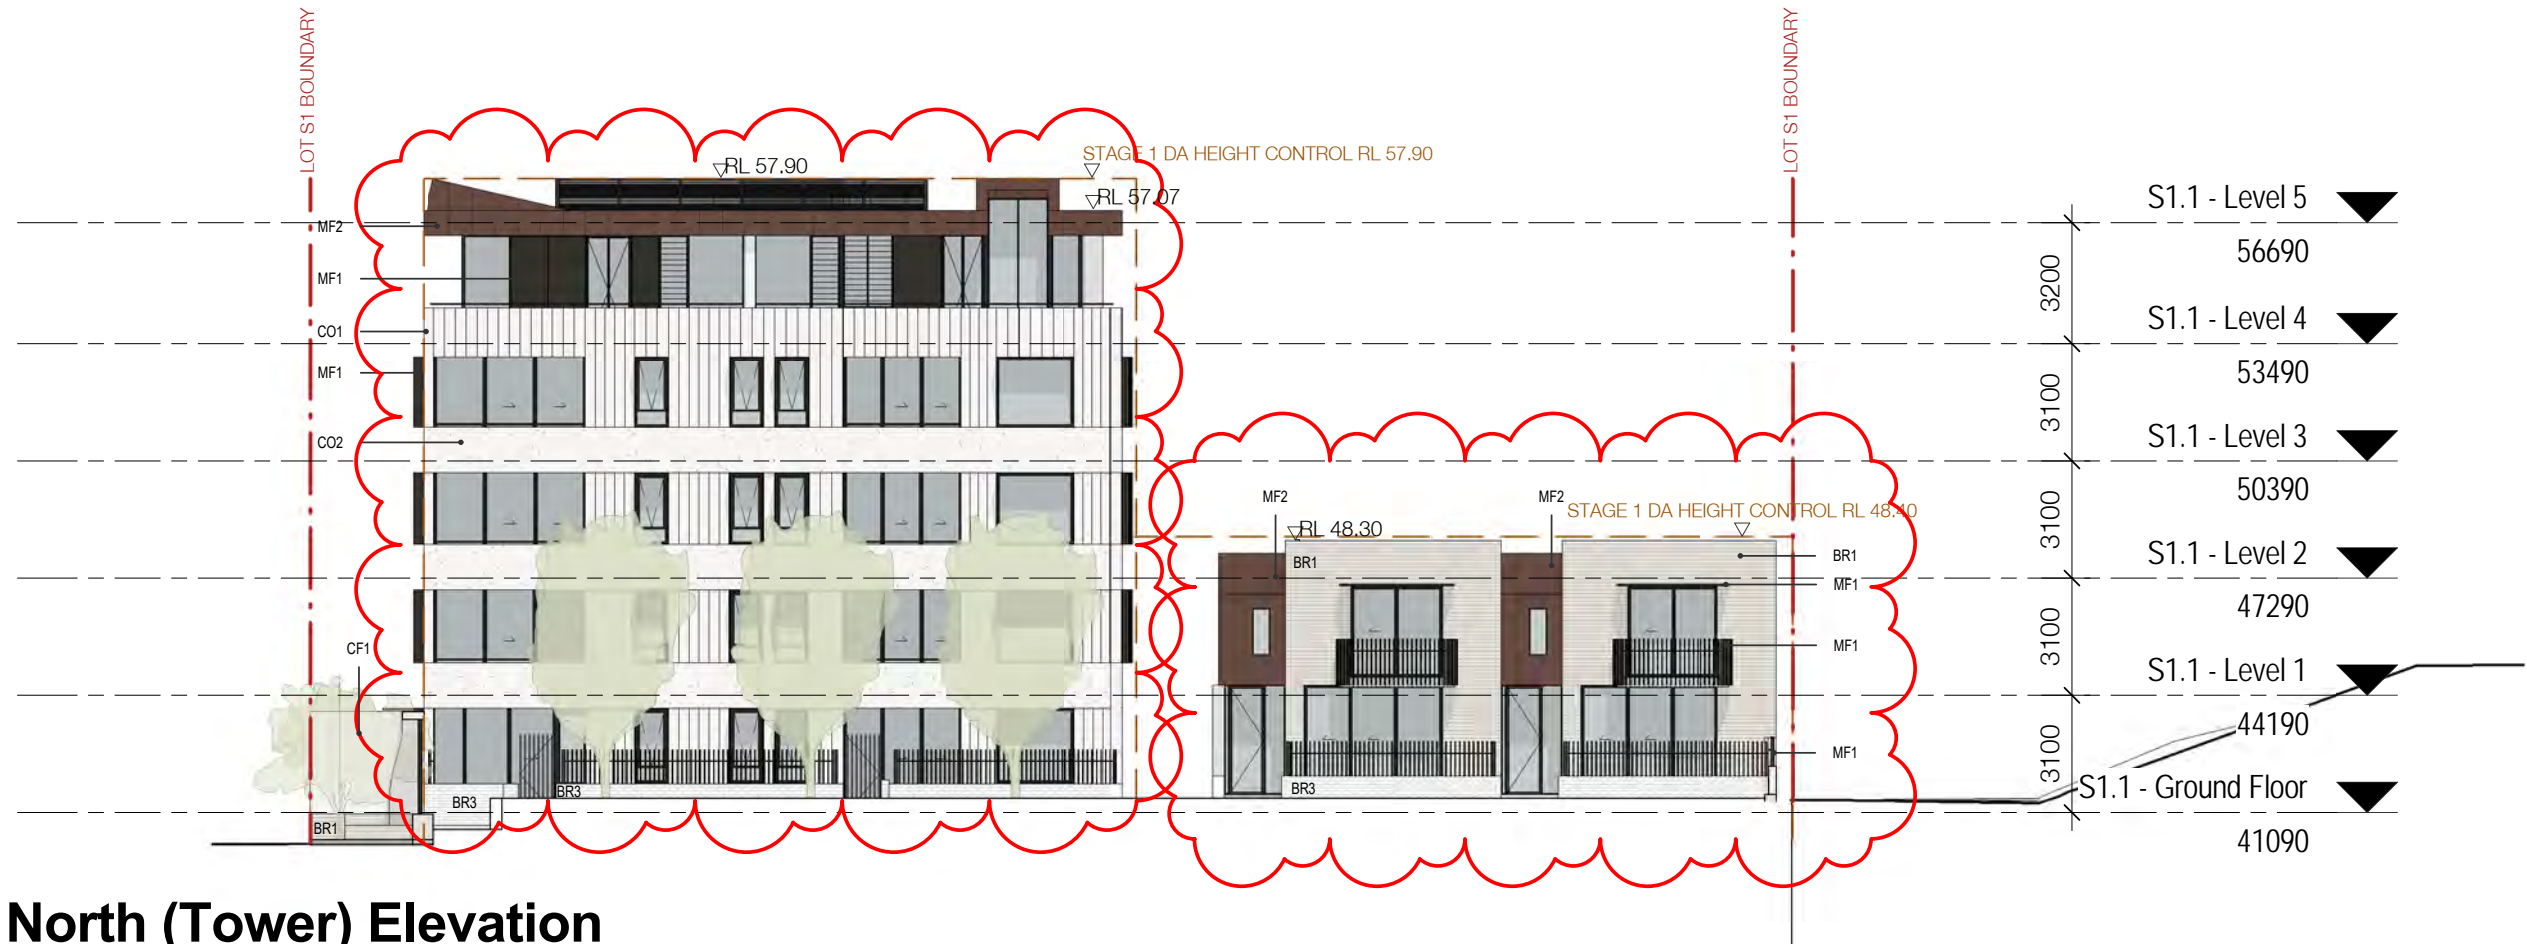 LOT S1 BOUNDARY
LOT S1 BOUNDARY
RL 57.90
STAGE 1 DA HEIGHT CONTROL RL 57.90
RL 57.07
S1.1 - Level 5
56690
MF2
MF1
3200
CO1
S1.1 - Level 4
53490
MF1
3100
CO2
S1.1 - Level 3
50390
MF2
MF2
STAGE 1 DA HEIGHT CONTROL RL 48.40
RL 48.30
3100
BR1
BR1
S1.1 - Level 2
47290
MF1
3100
CF1
MF1
S1.1 - Level 1
44190
MF1
3100
BR3
BR3
BR3
S1.1 - Ground Floor
41090
BR1
North (Tower) Elevation